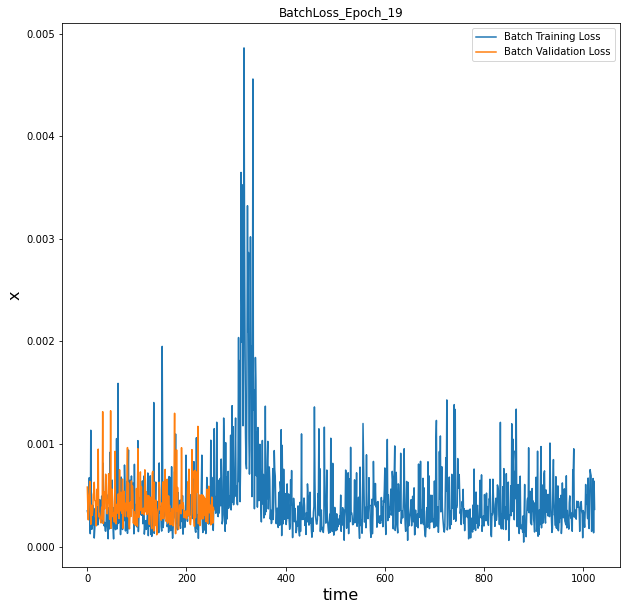 BatchLoss_Epoch_19
Batch Training Loss
Batch Validation Loss
0.005
0.004
0.003
0.002
0.001
0.000
x
0 200 400 600 800 1000
time